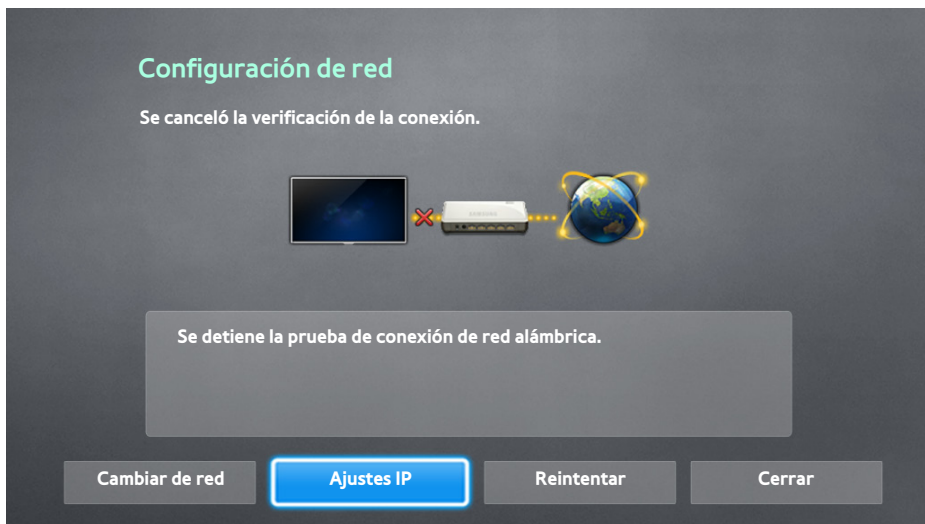 Configuración de red
Se canceló la verificación de la conexión.
SAMSUNG
Se detiene la prueba de conexión de red alámbrica.
Cambiar de red
Ajustes IP
Reintentar
Cerrar